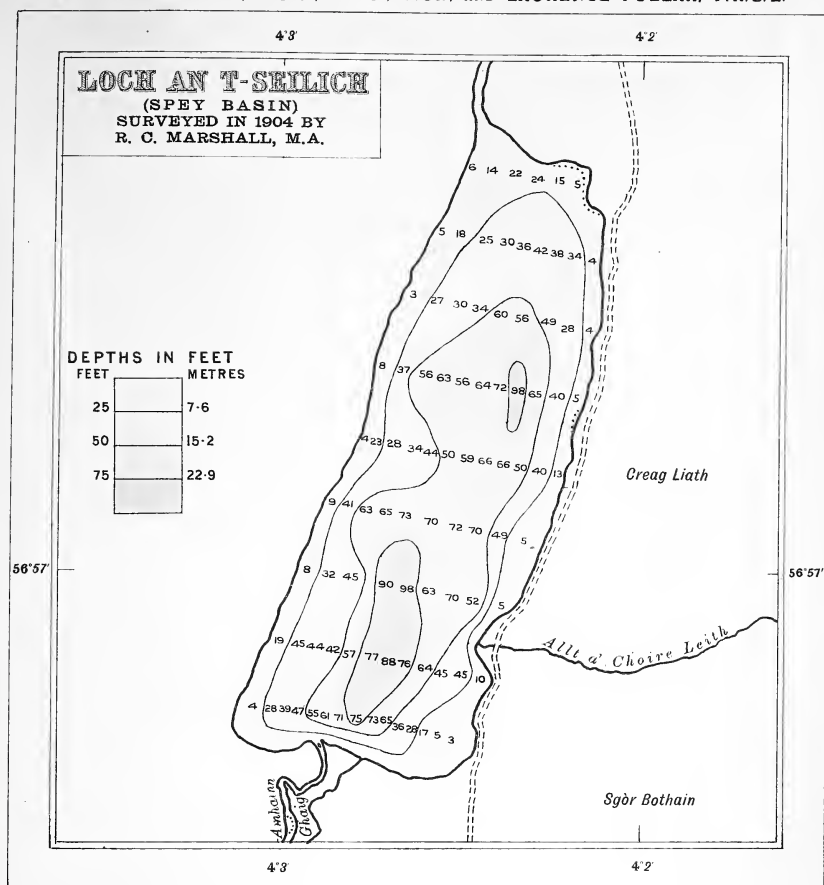 4°3′ 4°2′
LOCH AN T-SEILICH
(SPEY BASIN)
SURVEYED IN 1904 BY
R. C. MARSHALL, M.A.
6 14 22 24 15 5
5 18 25 30 36 42 38 34 4
3 27 30 34 60 56 49 28 4
DEPTHS IN FEET
FEET METRES
25 7·6
50 15·2
75 22·9
8 37 56 63 56 64 72 98 65 40 5
4 23 28 34 44 50 59 66 66 50 40 13
Creag Liath
9 41 63 65 73 70 72 70 49 5
56°57′ 56°57′
8 32 45 90 98 63 70 52 5
Allt a' Choire Leith
19 45 44 42 57 77 88 76 64 45 45 10
4 28 39 47 55 61 71 75 73 65 36 28 17 5 3
Amhainn
Ghaig
Sgòr Bothain
4°3′ 4°2′